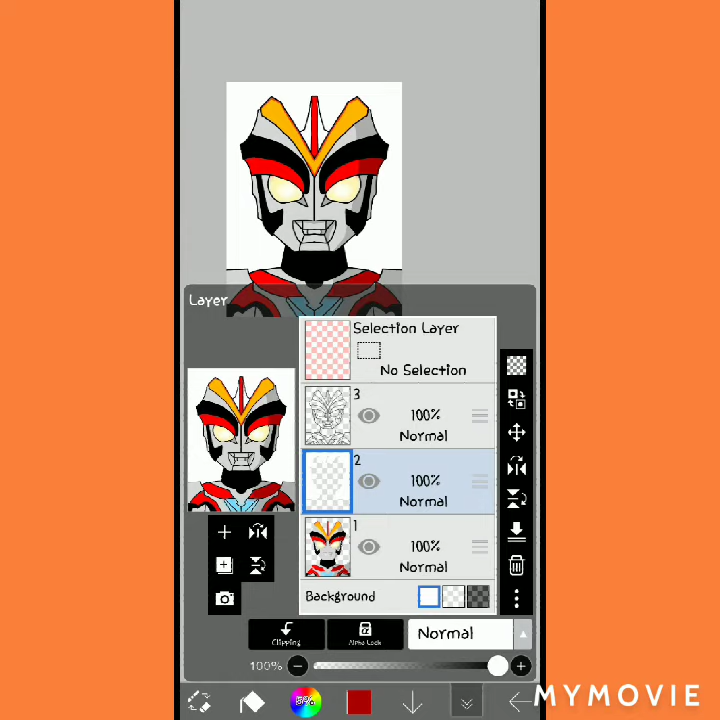 Layer
Selection Layer
No Selection
3
100%
Normal
2
100%
Normal
1
100%
Normal
Background
Clipping
Alpha Lock
Normal
100%
MYMOVIE